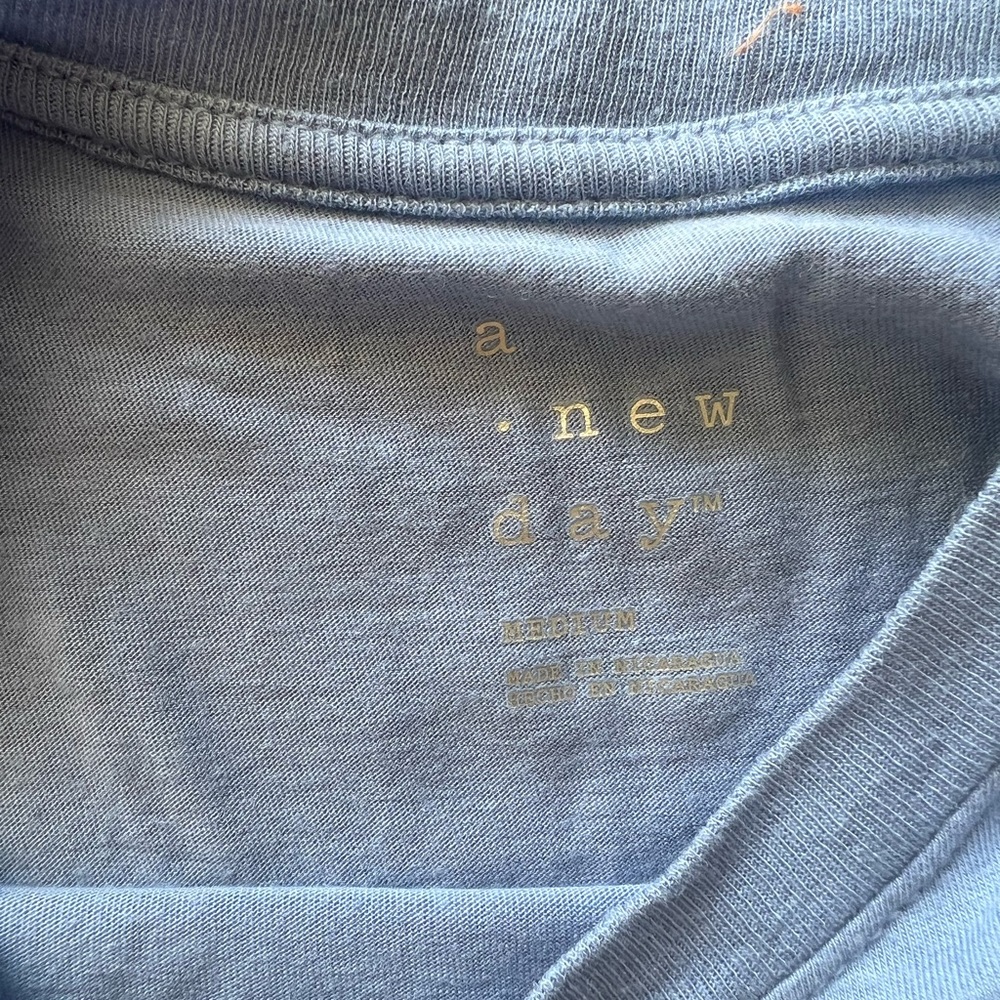 a
· new
day™
MEDIUM
MADE IN NICARAGUA
HECHO EN NICARAGUA